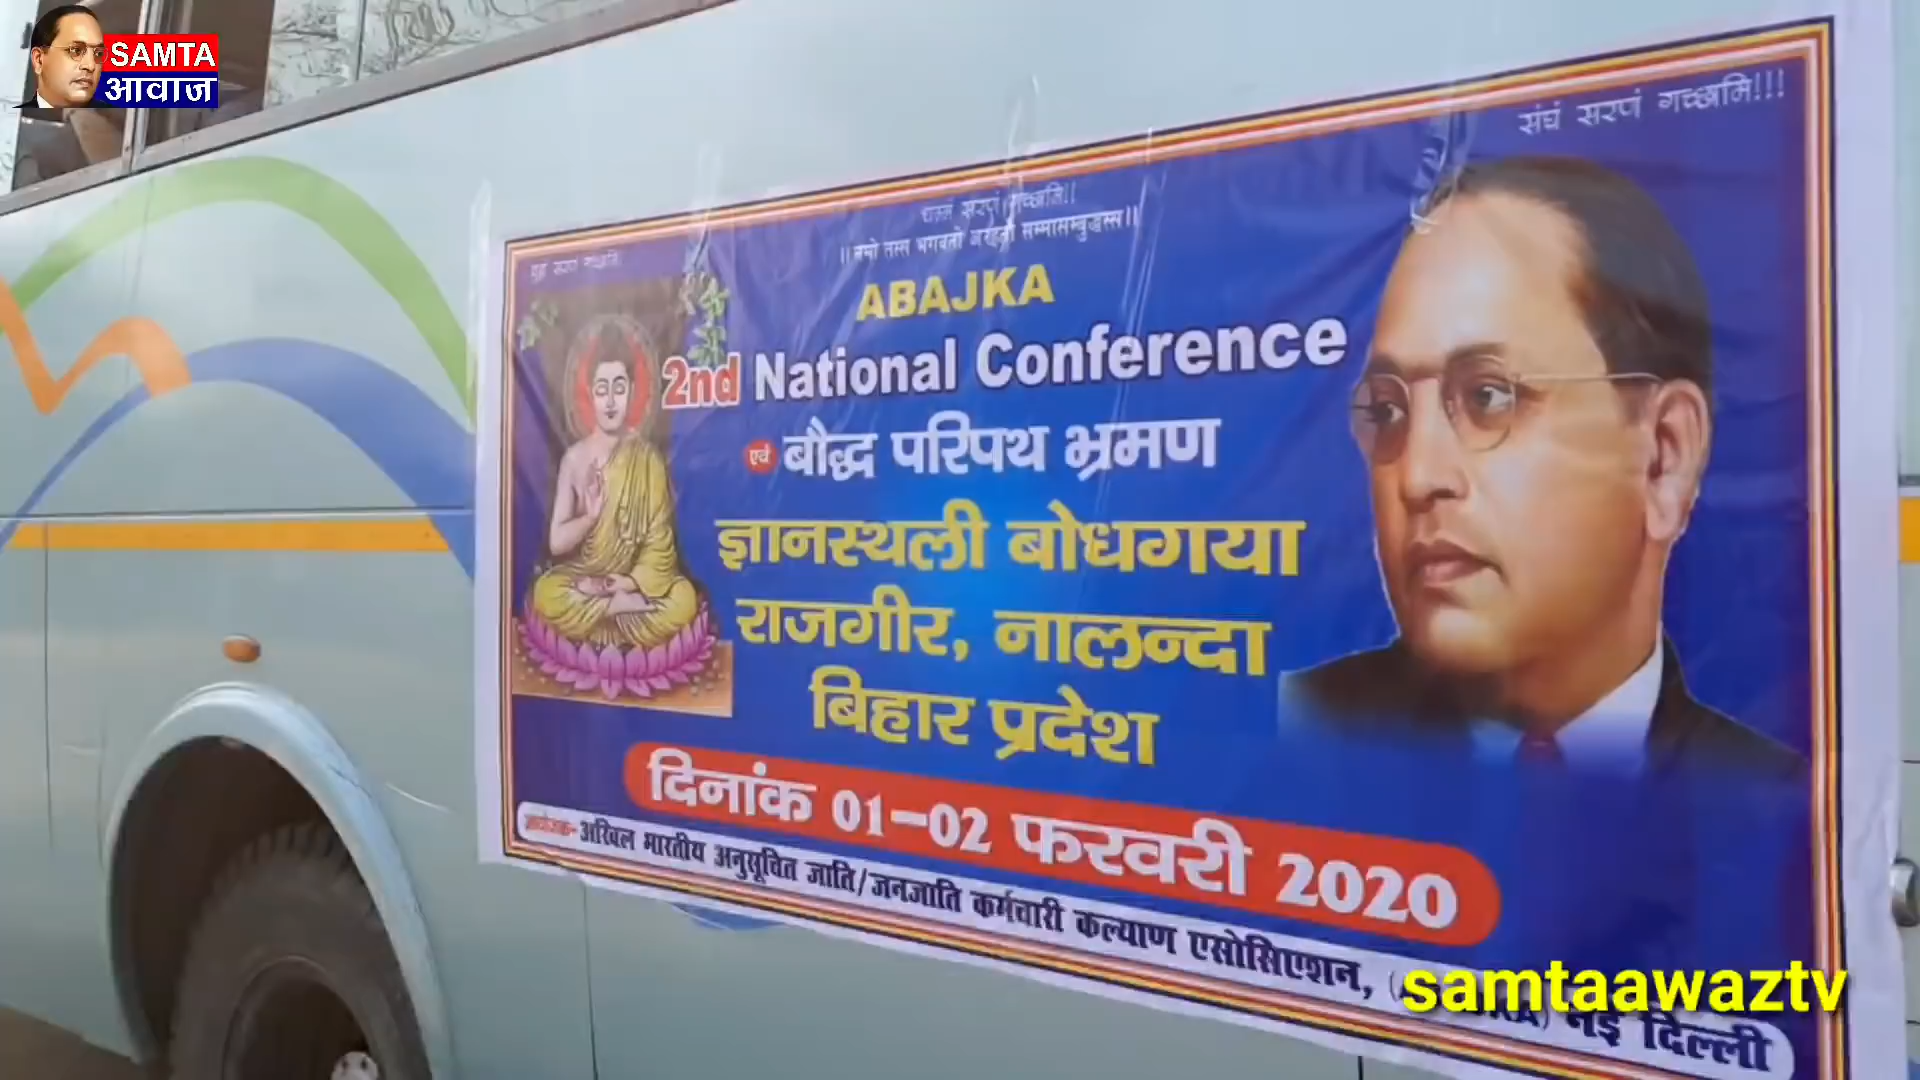 SAMTA
आवाज
संघं सरणं गच्छामि!!!
धम्मं सरणं गच्छामि!!
बुद्धं सरणं गच्छामि!
।।नमो तस्स भगवतो अरहतो सम्मासम्बुद्धस्स।।
ABAJKA
2nd National Conference
एवं बौद्ध परिपथ भ्रमण
ज्ञानस्थली बोधगया
राजगीर, नालन्दा
बिहार प्रदेश
दिनांक 01-02 फरवरी 2020
आयोजक- अखिल भारतीय अनुसूचित जाति/जनजाति कर्मचारी कल्याण एसोसिएशन, नई दिल्ली
samtaawaztv